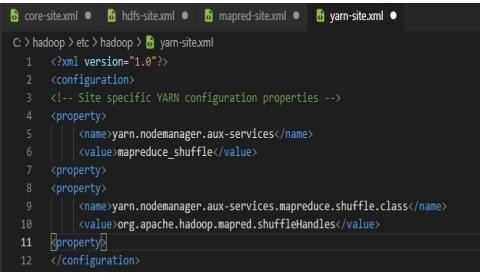 core-site.xml ● hdfs-site.xml ● mapred-site.xml ● yarn-site.xml ●
C: > hadoop > etc > hadoop > yarn-site.xml
1 <?xml version="1.0"?>
2 <configuration>
3 <!-- Site specific YARN configuration properties -->
4 <property>
5 <name>yarn.nodemanager.aux-services</name>
6 <value>mapreduce_shuffle</value>
7 <property>
8 <property>
9 <name>yarn.nodemanager.aux-services.mapreduce.shuffle.class</name>
10 <value>org.apache.hadoop.mapred.shuffleHandles</value>
11 <property>
12 </configuration>